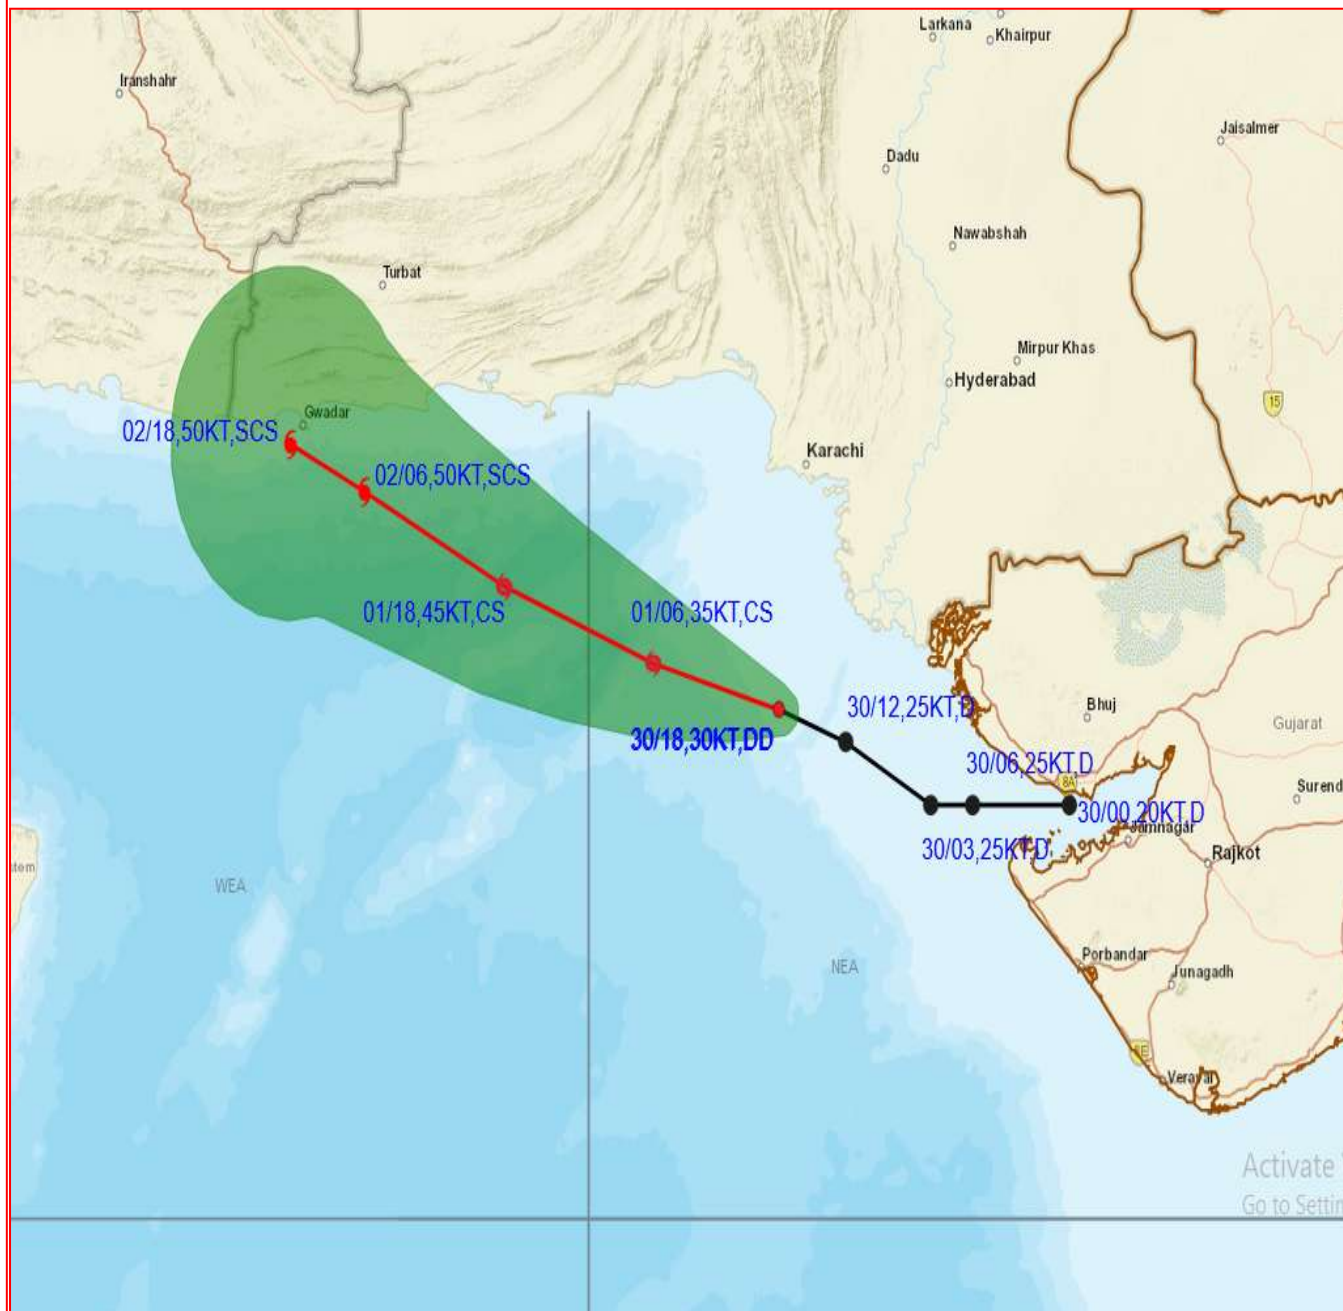 Larkana
Khairpur
Iranshahr
Jaisalmer
Dadu
Nawabshah
Turbat
Mirpur Khas
Hyderabad
15
Gwadar
02/18,50KT,SCS
Karachi
02/06,50KT,SCS
01/18,45KT,CS
01/06,35KT,CS
30/12,25KT,D
Bhuj
Gujarat
30/18,30KT,DD
30/06,25KT,D
8A
Surend
30/00,20KT,D
Jamnagar
30/03,25KT,D
Rajkot
tem
WEA
Porbandar
NEA
Junagadh
8E
Veraval
Activate
Go to Settin